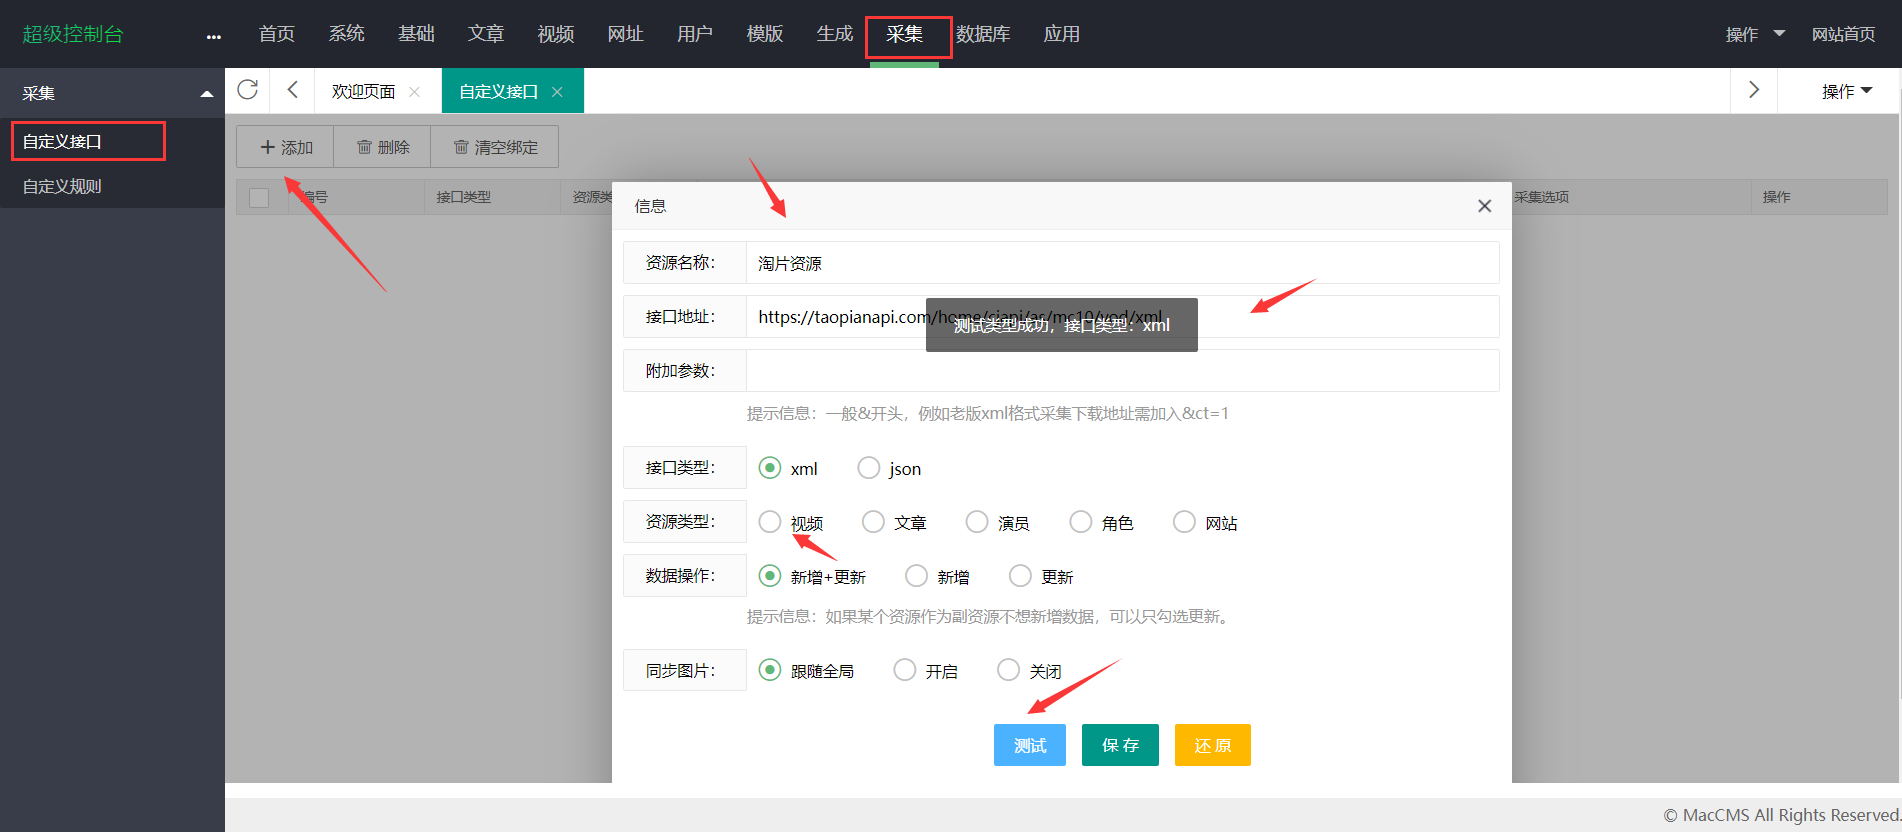 超级控制台 ... 首页 系统 基础 文章 视频 网址 用户 模版 生成 采集 数据库 应用 操作 网站首页
采集
自定义接口
自定义规则
欢迎页面 自定义接口 操作
添加 删除 清空绑定
编号 接口类型 资源类 采集选项 操作
信息
资源名称: 淘片资源
接口地址: https://taopianapi.com/home/cjapi/as/mc10/vod/xml
测试类型成功，接口类型：xml
附加参数:
提示信息：一般&开头，例如老版xml格式采集下载地址需加入&ct=1
接口类型: xml json
资源类型: 视频 文章 演员 角色 网站
数据操作: 新增+更新 新增 更新
提示信息：如果某个资源作为副资源不想新增数据，可以只勾选更新。
同步图片: 跟随全局 开启 关闭
测试 保 存 还 原
© MacCMS All Rights Reserved.